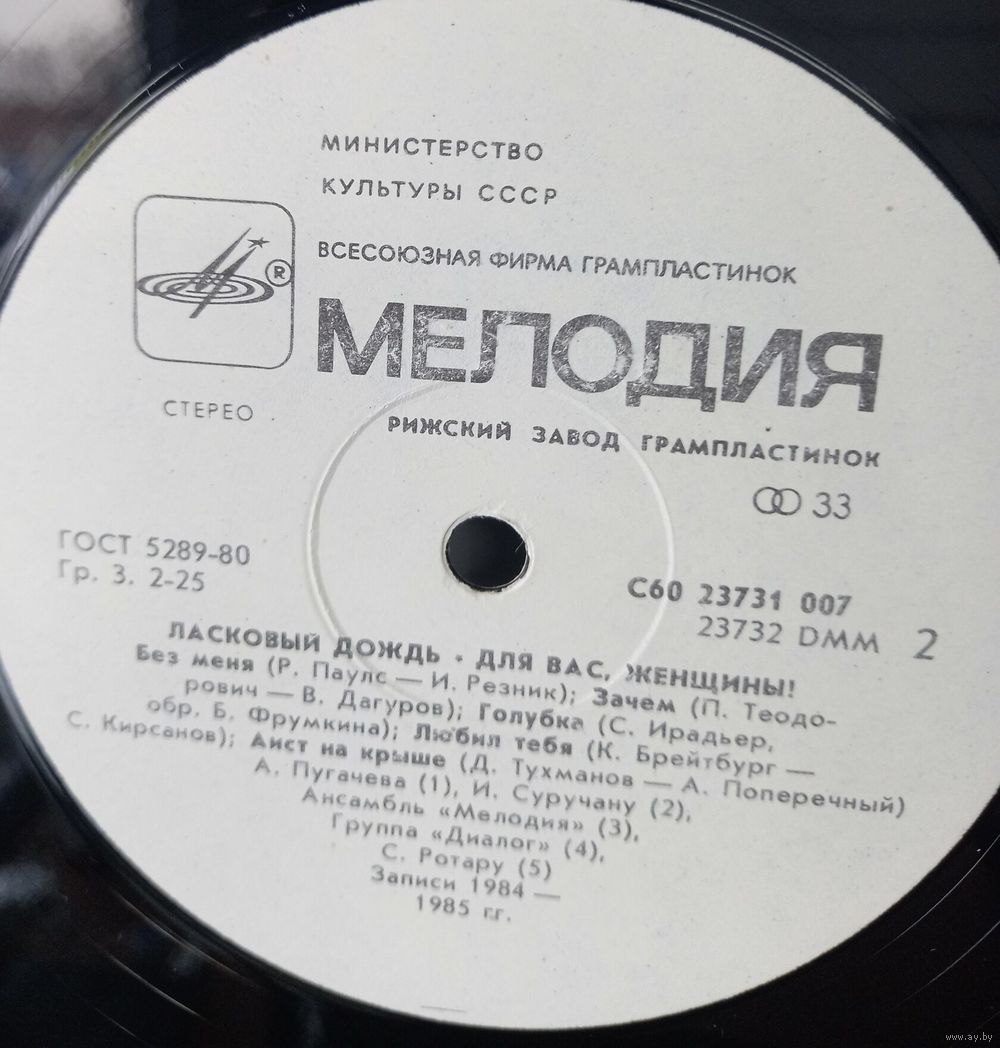 МИНИСТЕРСТВО
КУЛЬТУРЫ СССР
ВСЕСОЮЗНАЯ ФИРМА ГРАМПЛАСТИНОК
®
МЕЛОДИЯ
СТЕРЕО
РИЖСКИЙ ЗАВОД ГРАМПЛАСТИНОК
33
ГОСТ 5289-80
Гр. 3. 2-25
С60 23731 007
23732 DMM 2
ЛАСКОВЫЙ ДОЖДЬ • ДЛЯ ВАС, ЖЕНЩИНЫ!
Без меня (Р. Паулс — И. Резник); Зачем (П. Теодо-
рович — В. Дагуров); Голубка (С. Ирадьер,
обр. Б. Фрумкина); Любил тебя (К. Брейтбург —
С. Кирсанов); Аист на крыше (Д. Тухманов — А. Поперечный)
А. Пугачева (1), И. Суручану (2),
Ансамбль «Мелодия» (3),
Группа «Диалог» (4),
С. Ротару (5)
Записи 1984 —
1985 гг.
www.ay.by